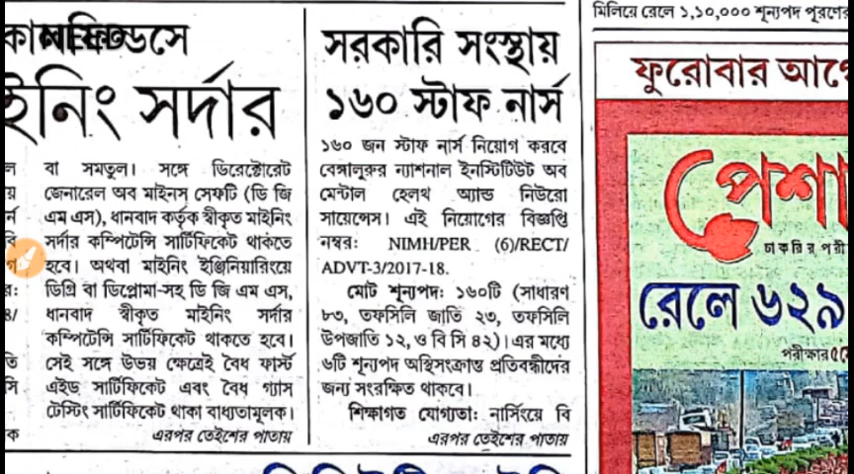 ইনিং সর্দার
বা সমতুল। সঙ্গে ডিরেক্টোরেট
জেনারেল অব মাইনস সেফটি (ডি জি
এম এস), ধানবাদ কর্তৃক স্বীকৃত মাইনিং
সর্দার কম্পিটেন্সি সার্টিফিকেট থাকতে
হবে। অথবা মাইনিং ইঞ্জিনিয়ারিংয়ে
ডিগ্রি বা ডিপ্লোমা-সহ ডি জি এম এস,
ধানবাদ স্বীকৃত মাইনিং সর্দার
কম্পিটেন্সি সার্টিফিকেট থাকতে হবে।
সেই সঙ্গে উভয় ক্ষেত্রেই বৈধ ফার্স্ট
এইড সার্টিফিকেট এবং বৈধ গ্যাস
টেস্টিং সার্টিফিকেট থাকা বাধ্যতামূলক।
এরপর তেইশের পাতায়
সরকারি সংস্থায়
১৬০ স্টাফ নার্স
১৬০ জন স্টাফ নার্স নিয়োগ করবে
বেঙ্গালুরুর ন্যাশনাল ইনস্টিটিউট অব
মেন্টাল হেলথ অ্যান্ড নিউরো
সায়েন্সেস। এই নিয়োগের বিজ্ঞপ্তি
নম্বর: NIMH/PER (6)/RECT/
ADVT-3/2017-18.
মোট শূন্যপদ: ১৬০টি (সাধারণ
৮৩, তফসিলি জাতি ২৩, তফসিলি
উপজাতি ১২, ও বি সি ৪২)। এর মধ্যে
৬টি শূন্যপদ অস্থিসংক্রান্ত প্রতিবন্ধীদের
জন্য সংরক্ষিত থাকবে।
শিক্ষাগত যোগ্যতা: নার্সিংয়ে বি
এরপর তেইশের পাতায়
মিলিয়ে রেলে ১,১০,০০০ শূন্যপদ পূরণের
ফুরোবার আগে
পেশা
চাকরির পরী
রেলে ৬২৯
পরীক্ষার